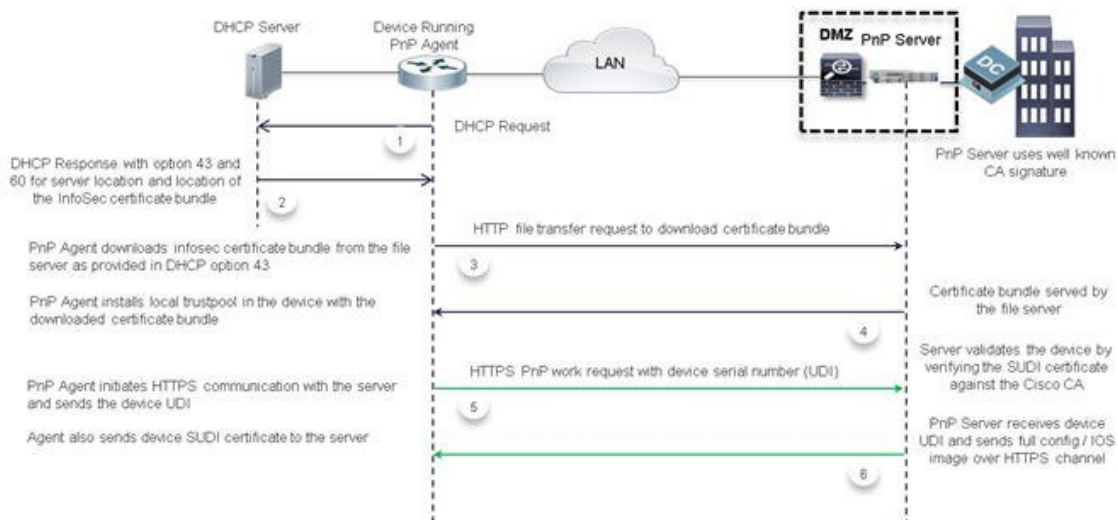 DHCP Server
Device Running
PnP Agent
LAN
DMZ
PnP Server
DC
PnP Server uses well known
CA signature
1
DHCP Request
DHCP Response with option 43 and
60 for server location and location of
the InfoSec certificate bundle
2
HTTP file transfer request to download certificate bundle
PnP Agent downloads infosec certificate bundle from the file
server as provided in DHCP option 43
3
PnP Agent installs local trustpool in the device with the
downloaded certificate bundle
Certificate bundle served by
the file server
4
Server validates the device by
verifying the SUDI certificate
against the Cisco CA
HTTPS PnP work request with device serial number (UDI)
PnP Agent initiates HTTPS communication with the server
and sends the device UDI
5
Agent also sends device SUDI certificate to the server
PnP Server receives device
UDI and sends full config / IOS
image over HTTPS channel
6